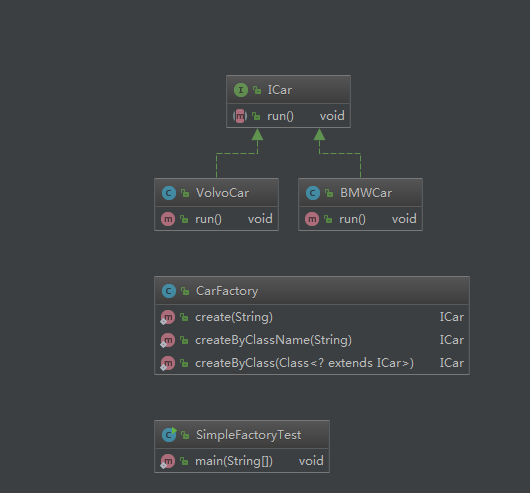 ICar
run() void
VolvoCar
run() void
BMWCar
run() void
CarFactory
create(String) ICar
createByClassName(String) ICar
createByClass(Class<? extends ICar>) ICar
SimpleFactoryTest
main(String[]) void